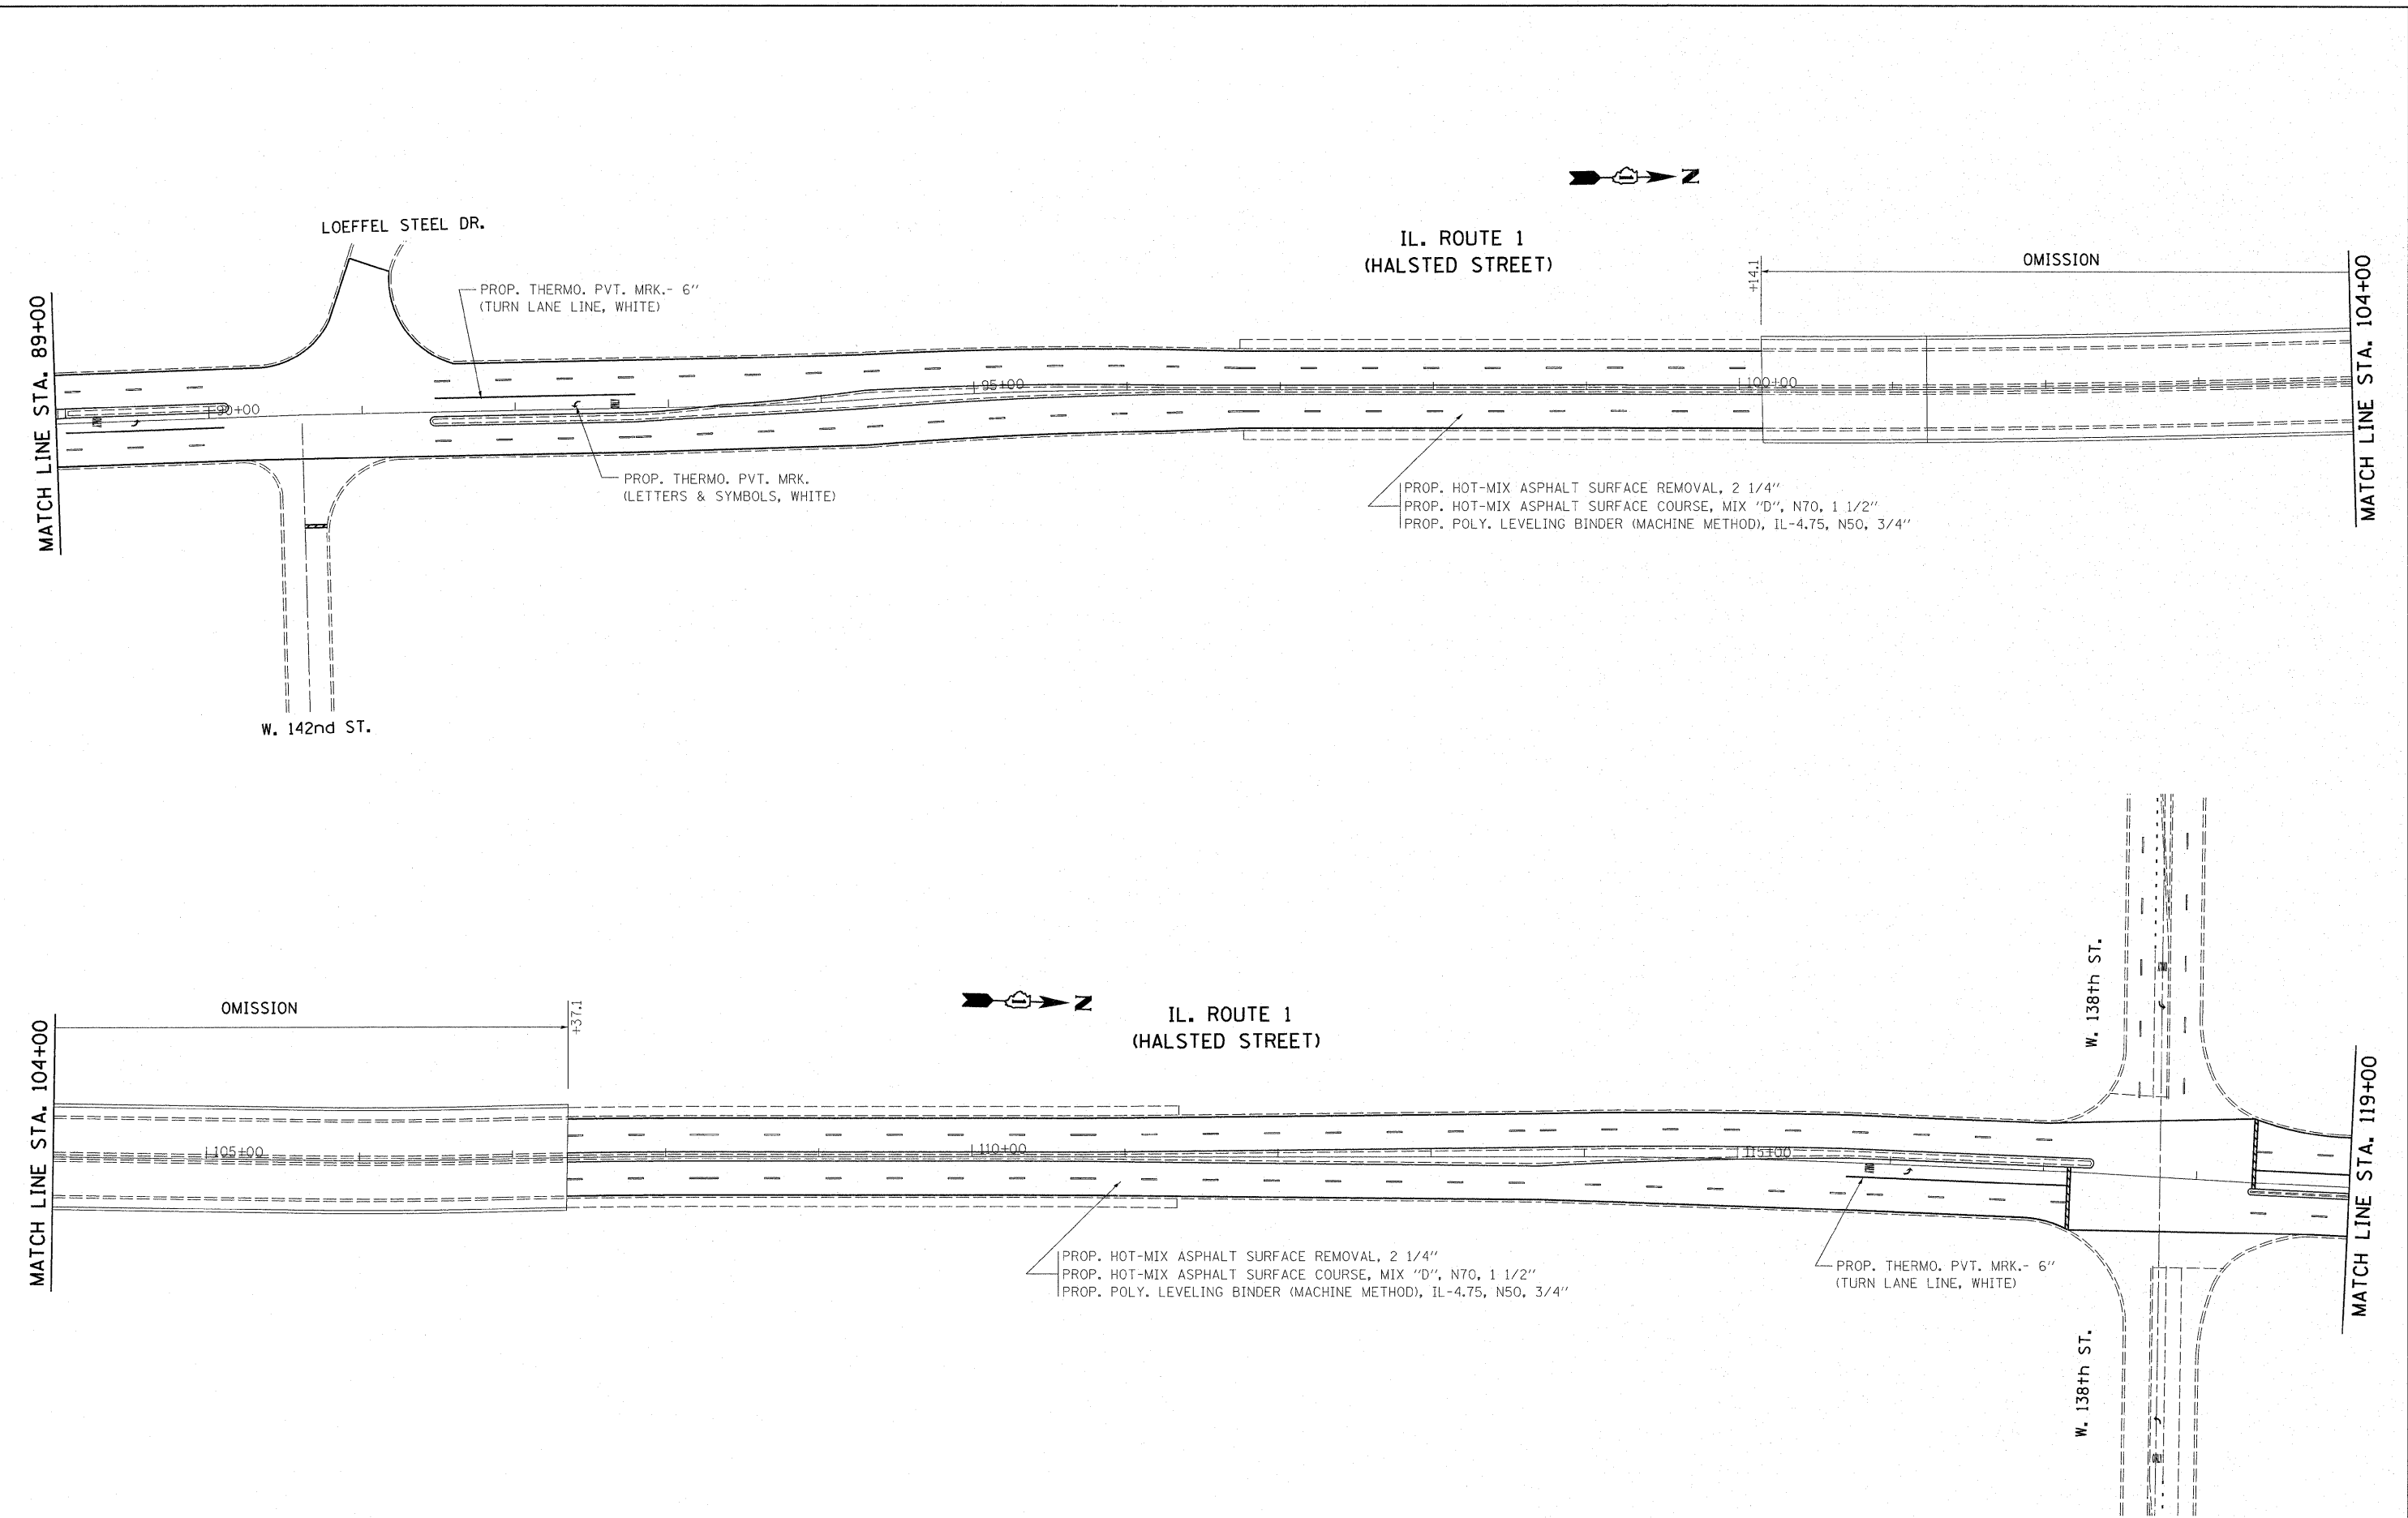 LOEFFEL STEEL DR.
PROP. THERMO. PVT. MRK.- 6"
(TURN LANE LINE, WHITE)
N
IL. ROUTE 1
(HALSTED STREET)
+14.1
OMISSION
MATCH LINE STA. 89+00
MATCH LINE STA. 104+00
90+00
95+00
100+00
PROP. THERMO. PVT. MRK.
(LETTERS & SYMBOLS, WHITE)
PROP. HOT-MIX ASPHALT SURFACE REMOVAL, 2 1/4"
PROP. HOT-MIX ASPHALT SURFACE COURSE, MIX "D", N70, 1 1/2"
PROP. POLY. LEVELING BINDER (MACHINE METHOD), IL-4.75, N50, 3/4"
W. 142nd ST.
OMISSION
+37.1
N
IL. ROUTE 1
(HALSTED STREET)
W. 138th ST.
MATCH LINE STA. 104+00
MATCH LINE STA. 119+00
105+00
110+00
115+00
PROP. HOT-MIX ASPHALT SURFACE REMOVAL, 2 1/4"
PROP. HOT-MIX ASPHALT SURFACE COURSE, MIX "D", N70, 1 1/2"
PROP. POLY. LEVELING BINDER (MACHINE METHOD), IL-4.75, N50, 3/4"
PROP. THERMO. PVT. MRK.- 6"
(TURN LANE LINE, WHITE)
W. 138th ST.